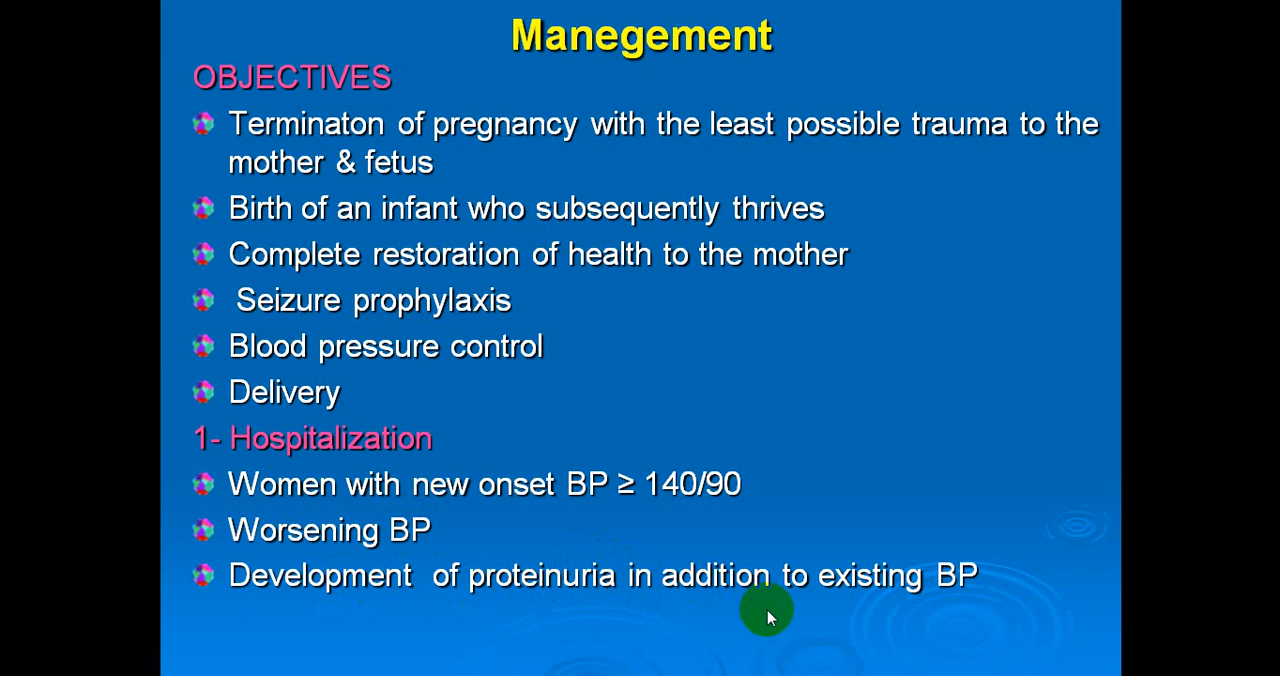 Manegement
OBJECTIVES
Terminaton of pregnancy with the least possible trauma to the
mother & fetus
Birth of an infant who subsequently thrives
Complete restoration of health to the mother
Seizure prophylaxis
Blood pressure control
Delivery
1- Hospitalization
Women with new onset BP ≥ 140/90
Worsening BP
Development of proteinuria in addition to existing BP